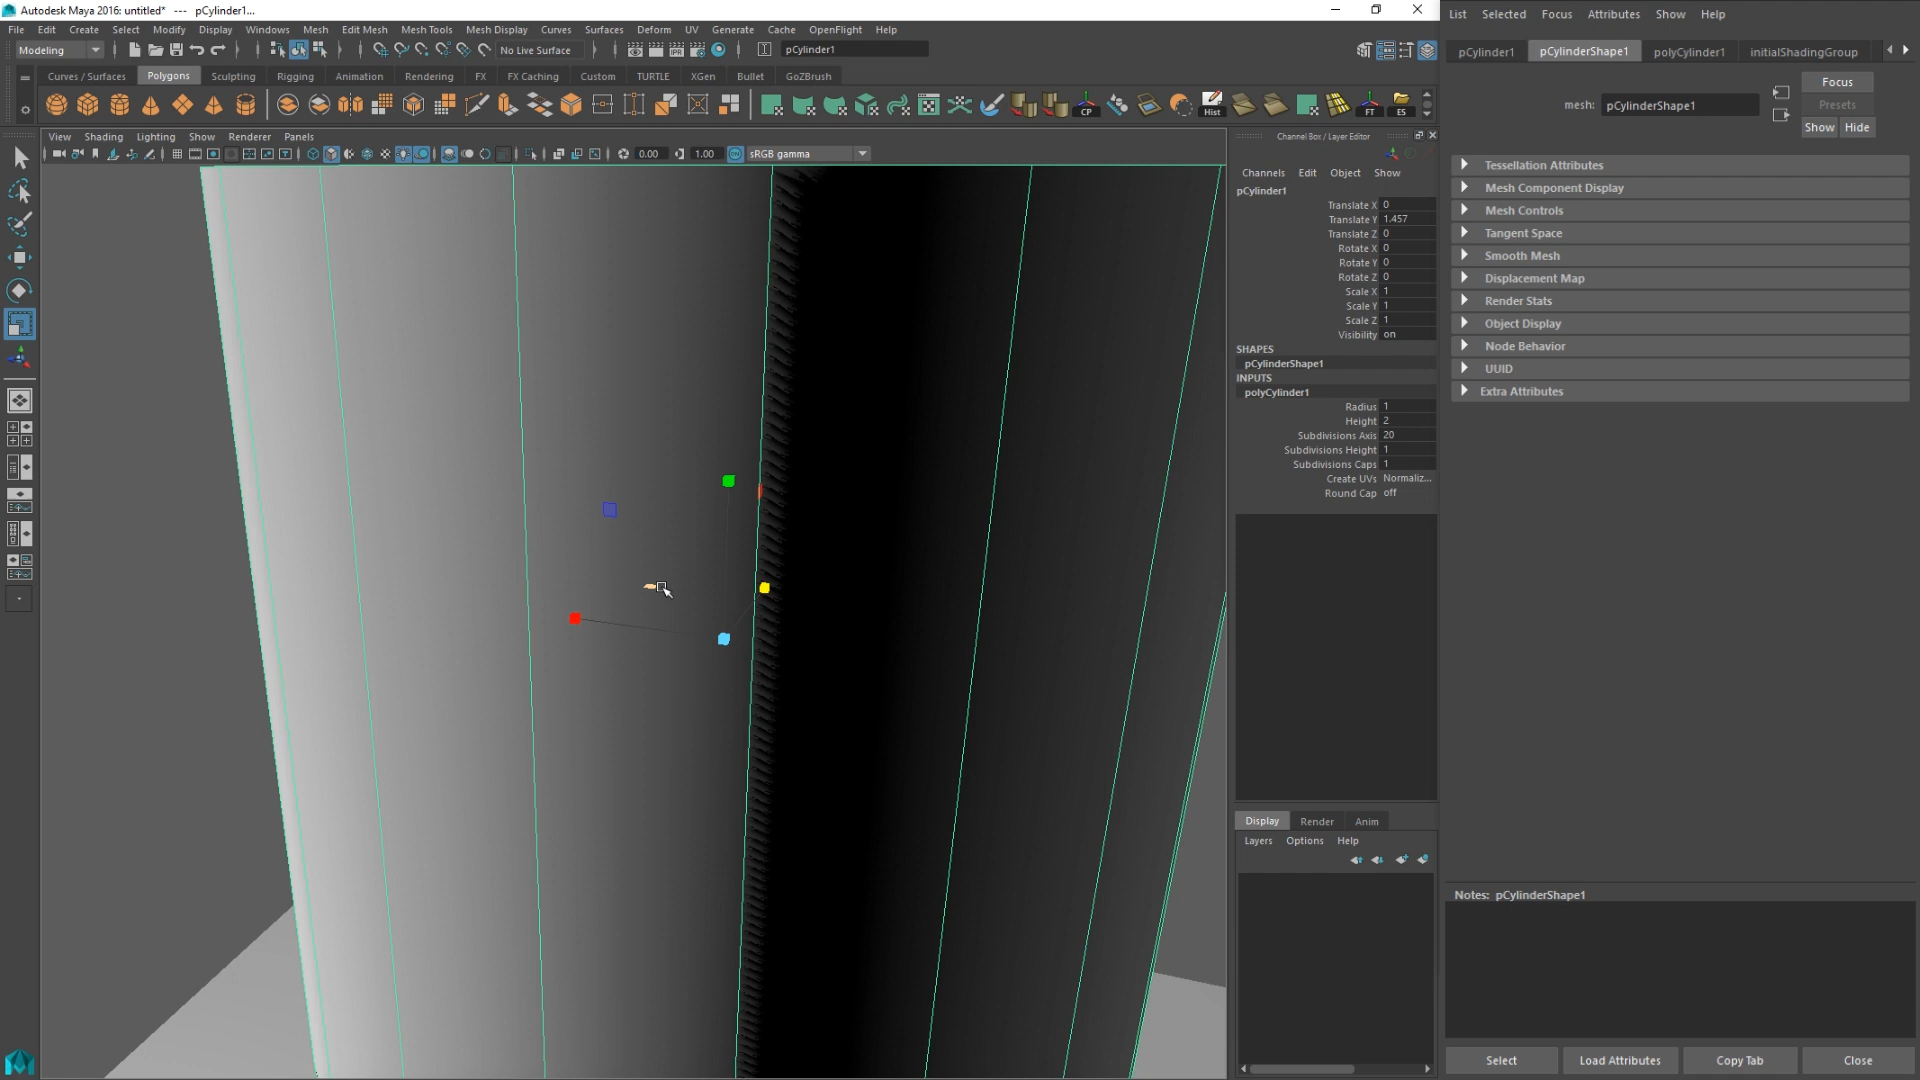 Autodesk Maya 2016: untitled* --- pCylinder1...
List Selected Focus Attributes Show Help
File Edit Create Select Modify Display Windows Mesh Edit Mesh Mesh Tools Mesh Display Curves Surfaces Deform UV Generate Cache OpenFlight Help
Modeling
No Live Surface
pCylinder1
pCylinder1 pCylinderShape1 polyCylinder1 initialShadingGroup
Curves / Surfaces Polygons Sculpting Rigging Animation Rendering FX FX Caching Custom TURTLE XGen Bullet GoZBrush
Focus
mesh: pCylinderShape1
Presets
Show Hide
CP Hist FT ES
View Shading Lighting Show Renderer Panels
Channel Box / Layer Editor
0.00 1.00 sRGB gamma
Channels Edit Object Show
pCylinder1
Translate X 0
Translate Y 1.457
Translate Z 0
Rotate X 0
Rotate Y 0
Rotate Z 0
Scale X 1
Scale Y 1
Scale Z 1
Visibility on
SHAPES
pCylinderShape1
INPUTS
polyCylinder1
Radius 1
Height 2
Subdivisions Axis 20
Subdivisions Height 1
Subdivisions Caps 1
Create UVs Normaliz...
Round Cap off
Tessellation Attributes
Mesh Component Display
Mesh Controls
Tangent Space
Smooth Mesh
Displacement Map
Render Stats
Object Display
Node Behavior
UUID
Extra Attributes
Display Render Anim
Layers Options Help
Notes: pCylinderShape1
Select Load Attributes Copy Tab Close